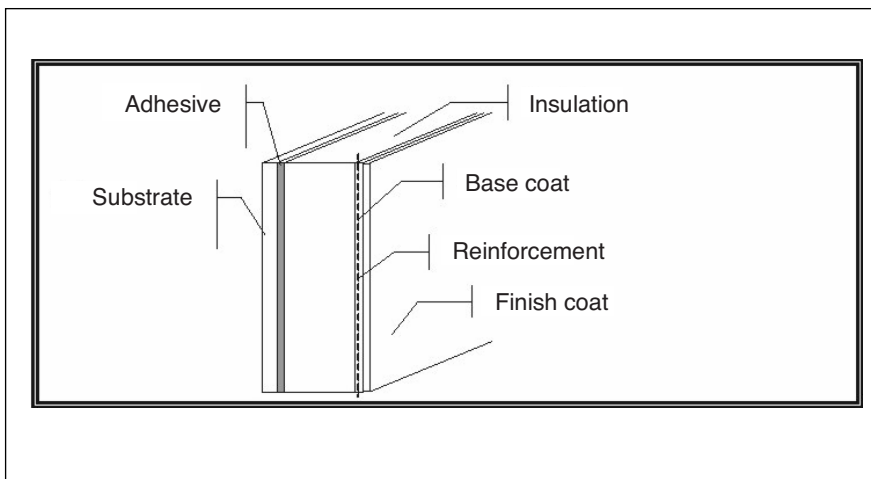 Adhesive
Insulation
Substrate
Base coat
Reinforcement
Finish coat